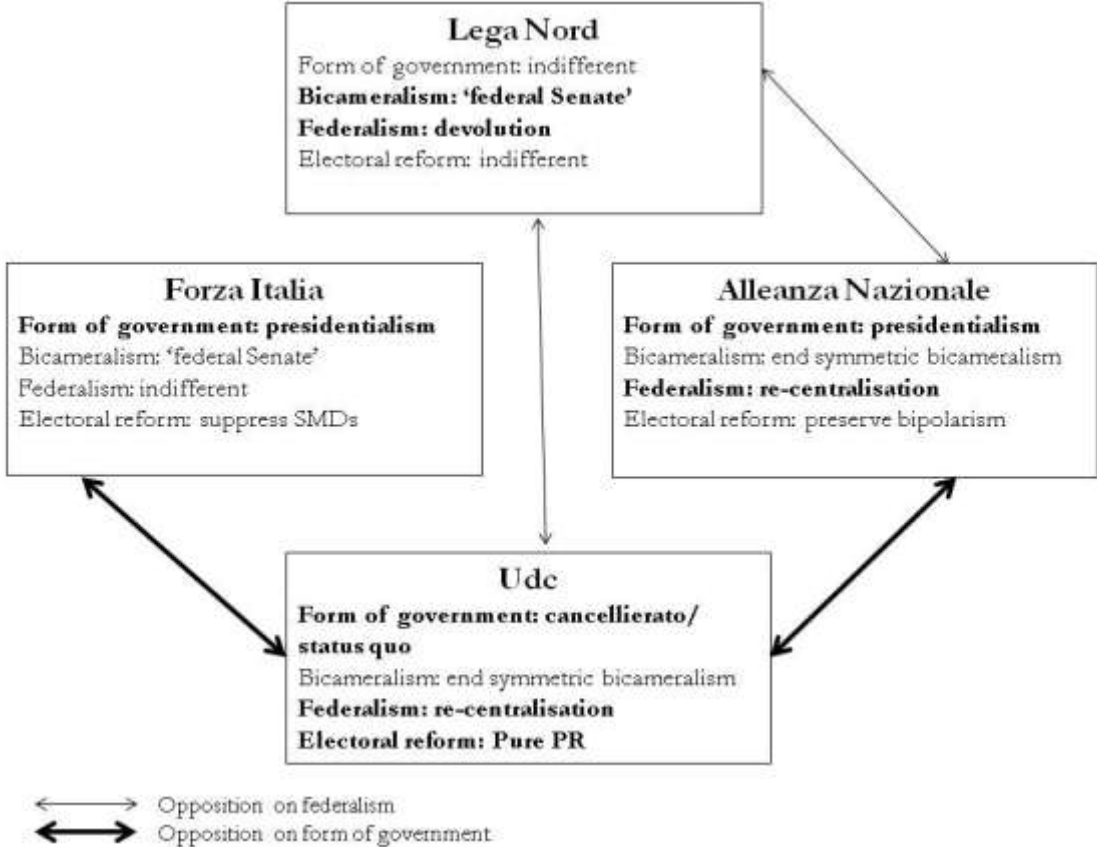 Lega Nord
Form of government: indifferent
Bicameralism: ‘federal Senate’
Federalism: devolution
Electoral reform: indifferent
Forza Italia
Form of government: presidentialism
Bicameralism: ‘federal Senate’
Federalism: indifferent
Electoral reform: suppress SMDs
Alleanza Nazionale
Form of government: presidentialism
Bicameralism: end symmetric bicameralism
Federalism: re-centralisation
Electoral reform: preserve bipolarism
Udc
Form of government: cancellierato/
status quo
Bicameralism: end symmetric bicameralism
Federalism: re-centralisation
Electoral reform: Pure PR
Opposition on federalism
Opposition on form of government